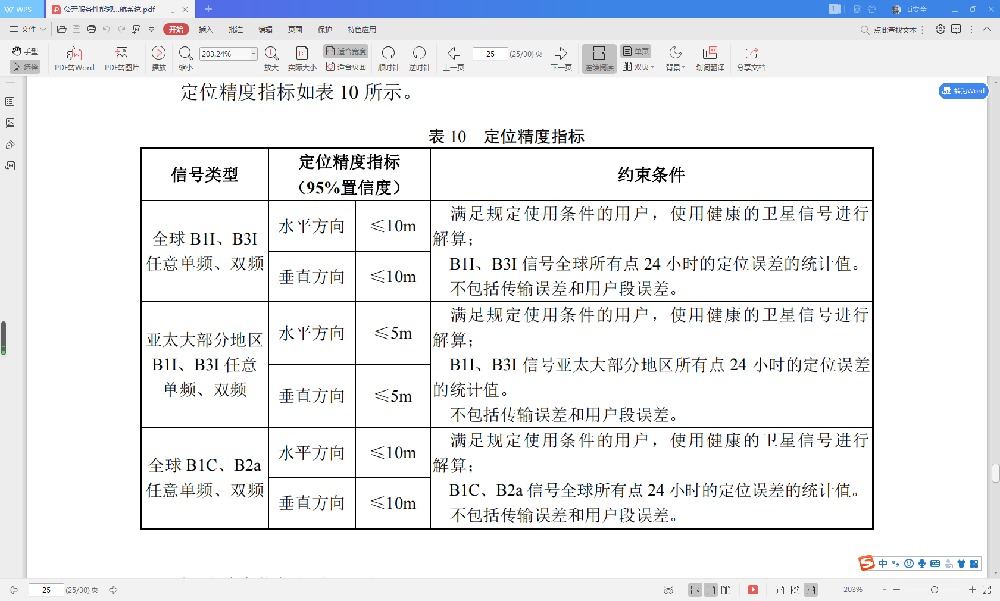 WPS
公开服务性能规...航系统.pdf
1
Li安全
文件
开始
插入
批注
编辑
页面
保护
特色应用
点此查找文本
手型
选择
PDF转Word
PDF转图片
播放
缩小
203.24%
放大
1:1
实际大小
适合宽度
适合页面
顺时针
逆时针
上一页
25
(25/30)页
下一页
连续阅读
单页
双页
背景
划词翻译
分享文档
转为Word
定位精度指标如表 10 所示。
表 10 定位精度指标
信号类型
定位精度指标
（95%置信度）
约束条件
全球 B1I、B3I
任意单频、双频
水平方向
≤10m
垂直方向
≤10m
满足规定使用条件的用户，使用健康的卫星信号进行
解算；
B1I、B3I 信号全球所有点 24 小时的定位误差的统计值。
不包括传输误差和用户段误差。
亚太大部分地区
B1I、B3I 任意
单频、双频
水平方向
≤5m
垂直方向
≤5m
满足规定使用条件的用户，使用健康的卫星信号进行
解算；
B1I、B3I 信号亚太大部分地区所有点 24 小时的定位误差
的统计值。
不包括传输误差和用户段误差。
全球 B1C、B2a
任意单频、双频
水平方向
≤10m
垂直方向
≤10m
满足规定使用条件的用户，使用健康的卫星信号进行
解算；
B1C、B2a 信号全球所有点 24 小时的定位误差的统计值。
不包括传输误差和用户段误差。
中
25
(25/30)页
1:1
203%